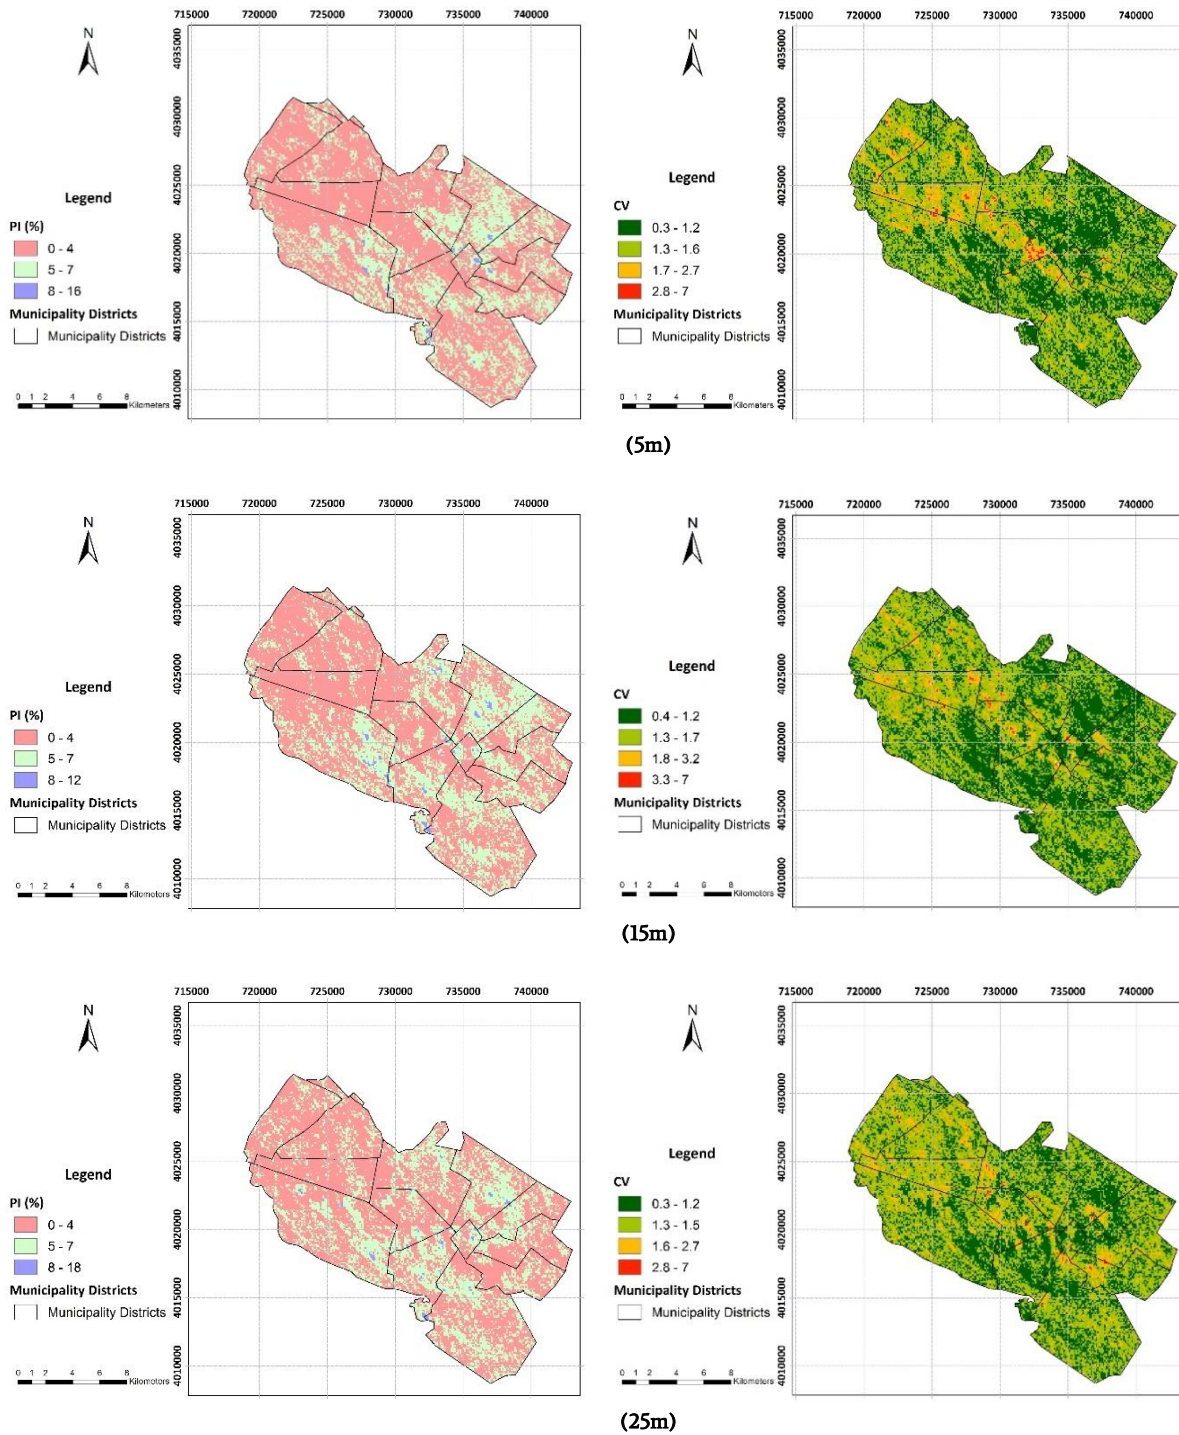 715000 720000 725000 730000 735000 740000
N
4035000
4030000
4025000
4020000
4015000
4010000
Legend
PI (%)
0 - 4
5 - 7
8 - 16
Municipality Districts
Municipality Districts
0 1 2 4 6 8
Kilometers
715000 720000 725000 730000 735000 740000
N
4035000
4030000
4025000
4020000
4015000
4010000
Legend
CV
0.3 - 1.2
1.3 - 1.6
1.7 - 2.7
2.8 - 7
Municipality Districts
Municipality Districts
0 1 2 4 6 8
Kilometers
(5m)
715000 720000 725000 730000 735000 740000
N
4035000
4030000
4025000
4020000
4015000
4010000
Legend
PI (%)
0 - 4
5 - 7
8 - 12
Municipality Districts
Municipality Districts
0 1 2 4 6 8
Kilometers
715000 720000 725000 730000 735000 740000
N
4035000
4030000
4025000
4020000
4015000
4010000
Legend
CV
0.4 - 1.2
1.3 - 1.7
1.8 - 3.2
3.3 - 7
Municipality Districts
Municipality Districts
0 1 2 4 6 8
Kilometers
(15m)
715000 720000 725000 730000 735000 740000
N
4035000
4030000
4025000
4020000
4015000
4010000
Legend
PI (%)
0 - 4
5 - 7
8 - 18
Municipality Districts
Municipality Districts
0 1 2 4 6 8
Kilometers
715000 720000 725000 730000 735000 740000
N
4035000
4030000
4025000
4020000
4015000
4010000
Legend
CV
0.3 - 1.2
1.3 - 1.5
1.6 - 2.7
2.8 - 7
Municipality Districts
Municipality Districts
0 1 2 4 6 8
Kilometers
(25m)